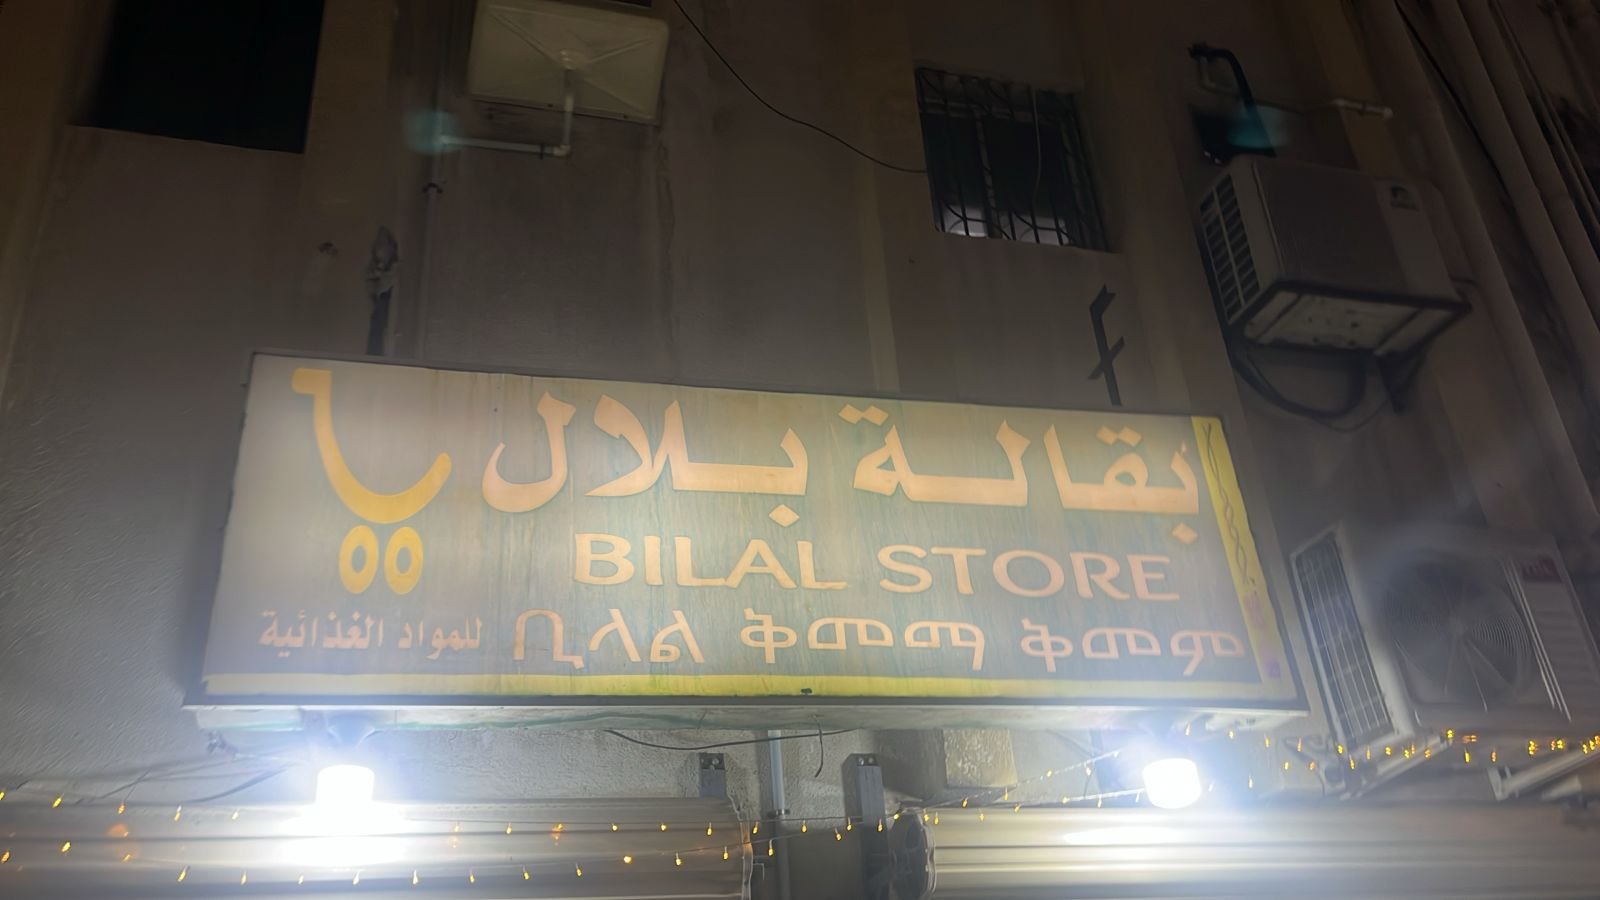 بقالة بلال
BILAL STORE
للمواد الغذائية
ቢላል ቅመማ ቅመም